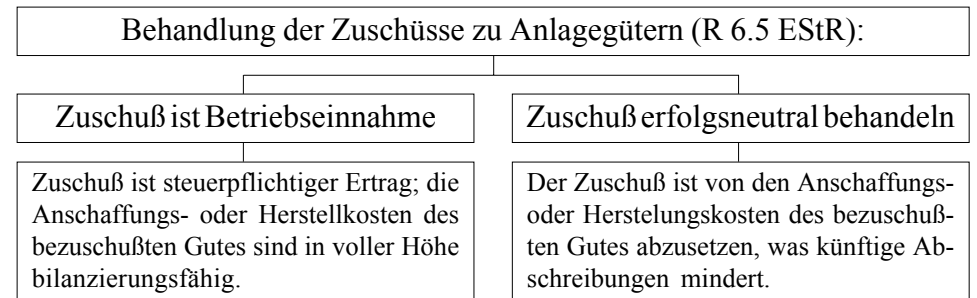 Behandlung der Zuschüsse zu Anlagegütern (R 6.5 EStR):
Zuschuß ist Betriebseinnahme
Zuschuß ist steuerpflichtiger Ertrag; die
Anschaffungs- oder Herstellkosten des
bezuschußten Gutes sind in voller Höhe
bilanzierungsfähig.
Zuschuß erfolgsneutral behandeln
Der Zuschuß ist von den Anschaffungs-
oder Herstelungskosten des bezuschuß-
ten Gutes abzusetzen, was künftige Ab-
schreibungen mindert.